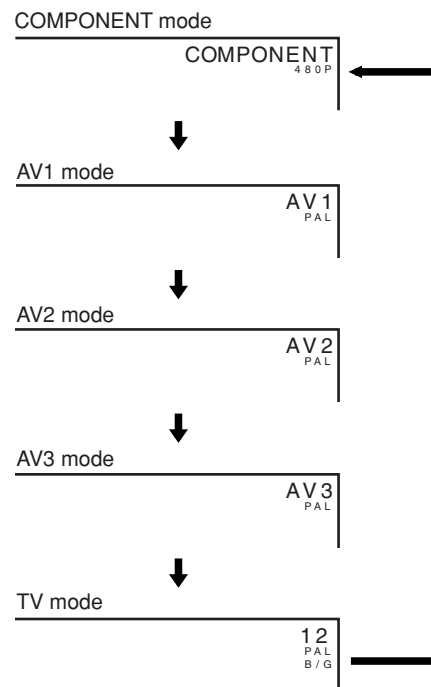 COMPONENT mode
COMPONENT
480P
AV1 mode
AV1
PAL
AV2 mode
AV2
PAL
AV3 mode
AV3
PAL
TV mode
12
PAL
B/G